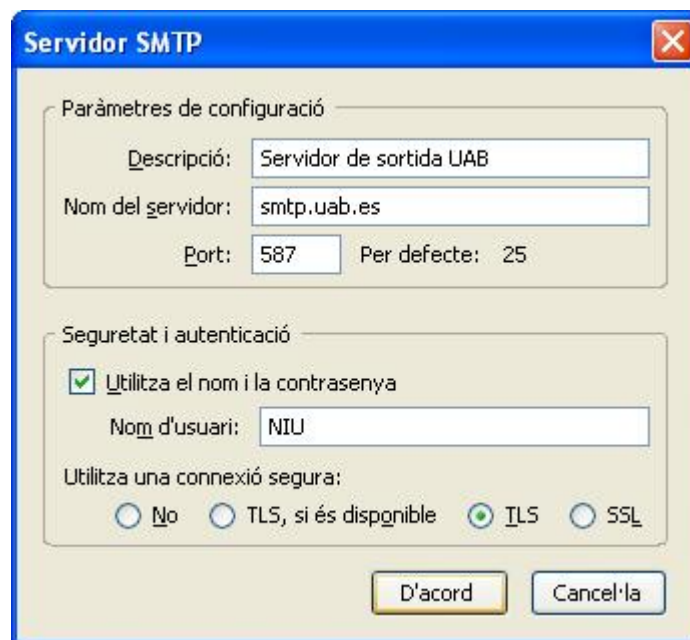 Servidor SMTP
Paràmetres de configuració
Descripció: Servidor de sortida UAB
Nom del servidor: smtp.uab.es
Port: 587 Per defecte: 25
Seguretat i autenticació
Utilitza el nom i la contrasenya
Nom d'usuari: NIU
Utilitza una connexió segura:
No TLS, si és disponible TLS SSL
D'acord Cancel·la